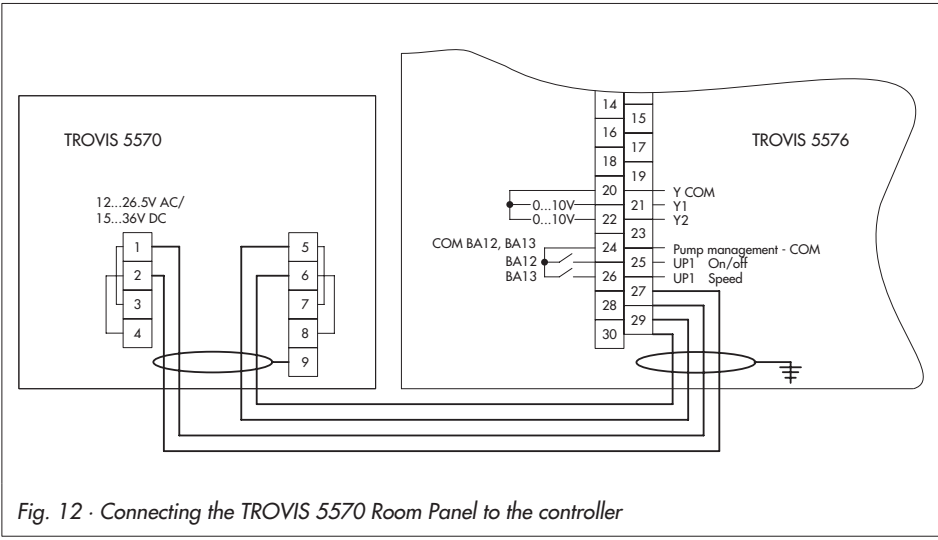 TROVIS 5570
12...26.5V AC/
15...36V DC
1
2
3
4
5
6
7
8
9
TROVIS 5576
14
15
16
17
18
19
20
Y COM
0...10V
21
Y1
0...10V
22
Y2
23
COM BA12, BA13
24
Pump management - COM
BA12
25
UP1 On/off
BA13
26
UP1 Speed
27
28
29
30
Fig. 12 · Connecting the TROVIS 5570 Room Panel to the controller